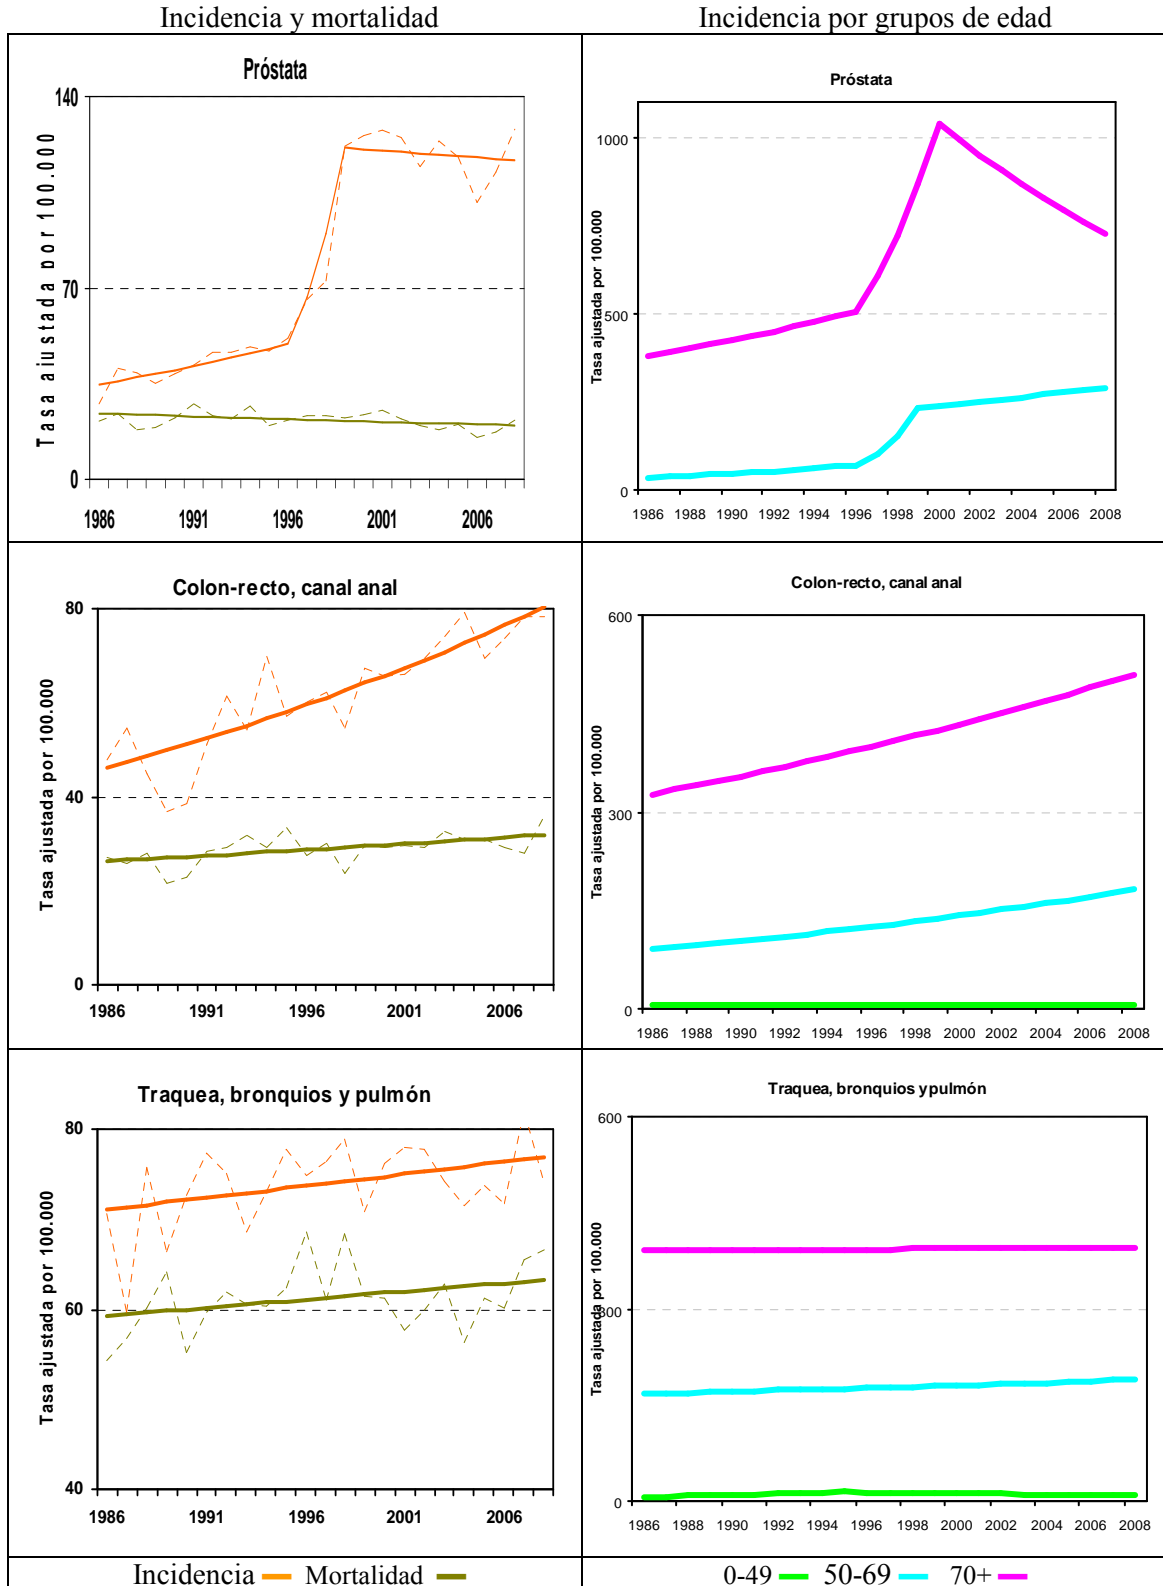 Incidencia y mortalidad
Incidencia por grupos de edad
Próstata
Tasa ajustada por 100.000
140
70
0
1986 1991 1996 2001 2006
Próstata
Tasa ajustada por 100.000
1000
500
0
1986 1988 1990 1992 1994 1996 1998 2000 2002 2004 2006 2008
Colon-recto, canal anal
Tasa ajustada por 100.000
80
40
0
1986 1991 1996 2001 2006
Colon-recto, canal anal
Tasa ajustada por 100.000
600
300
0
1986 1988 1990 1992 1994 1996 1998 2000 2002 2004 2006 2008
Traquea, bronquios y pulmón
Tasa ajustada por 100.000
80
60
40
1986 1991 1996 2001 2006
Traquea, bronquios y pulmón
Tasa ajustada por 100.000
600
300
0
1986 1988 1990 1992 1994 1996 1998 2000 2002 2004 2006 2008
Incidencia Mortalidad
0-49 50-69 70+